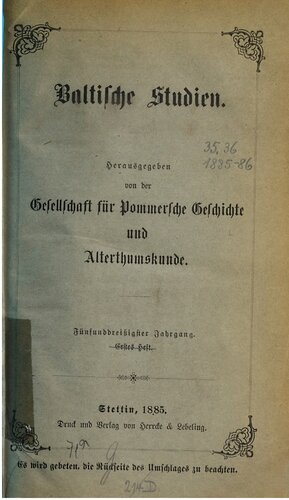 Baltische Studien.
35.36
1885-86
Herausgegeben
von der
Gesellschaft für Pommersche Geschichte
und
Alterthumskunde.
Fünfunddreißigster Jahrgang.
Erstes Heft.
Stettin, 1885.
Druck und Verlag von Herrcke & Lebeling.
Es wird gebeten, die Rückseite des Umschlages zu beachten.